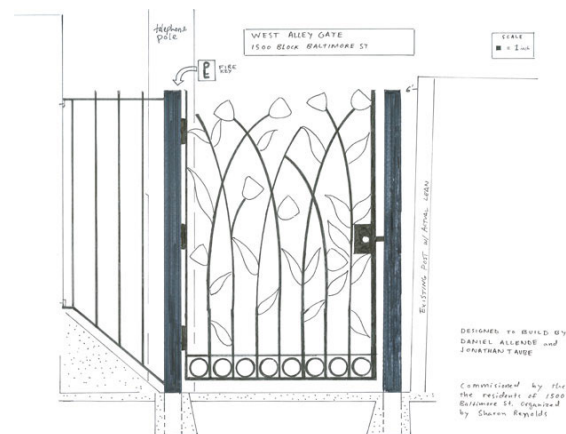 telephone
pole
WEST ALLEY GATE
1500 BLOCK BALTIMORE ST
SCALE
■ = 1 inch
FIRE
KEY
6'
EXISTING POST W/ ACTUAL LEAN
DESIGNED TO BUILD BY
DANIEL ALLENDE and
JONATHAN TAUBE
Commissioned by the
the residents of 1500
Baltimore St. Organized
by Sharon Reynolds